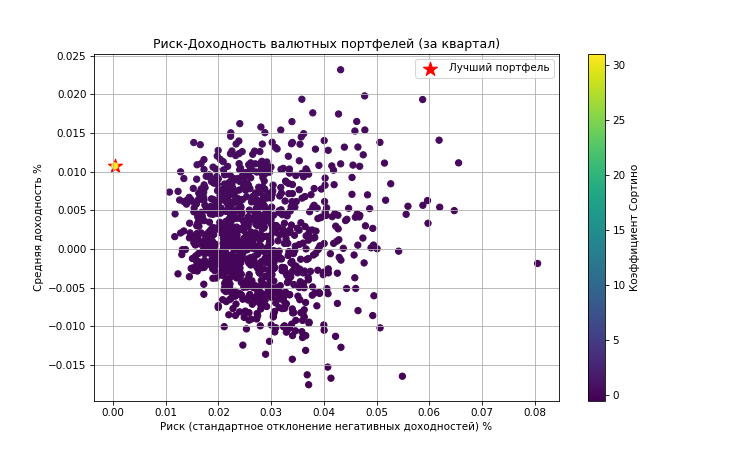 Риск-Доходность валютных портфелей (за квартал)
Лучший портфель
0.025
0.020
0.015
0.010
0.005
0.000
−0.005
−0.010
−0.015
Средняя доходность %
0.00 0.01 0.02 0.03 0.04 0.05 0.06 0.07 0.08
Риск (стандартное отклонение негативных доходностей) %
30
25
20
15
10
5
0
Коэффициент Сортино